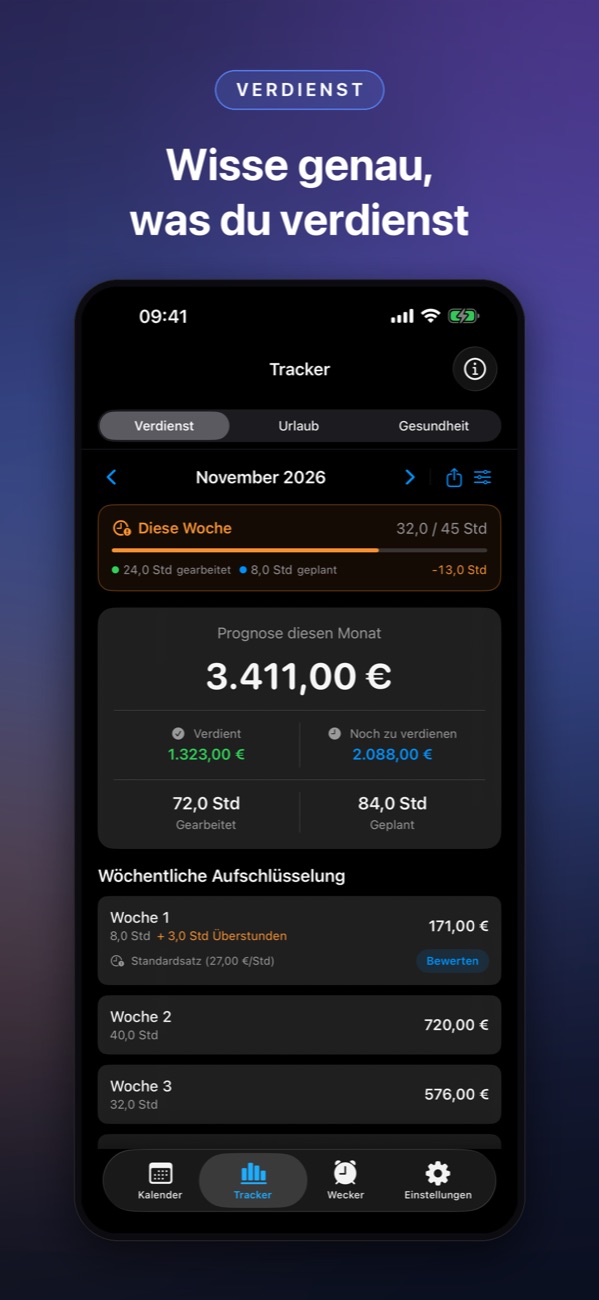 VERDIENST
Wisse genau,
was du verdienst
09:41
Tracker
Verdienst Urlaub Gesundheit
November 2026
Diese Woche 32,0 / 45 Std
24,0 Std gearbeitet 8,0 Std geplant -13,0 Std
Prognose diesen Monat
3.411,00 €
Verdient Noch zu verdienen
1.323,00 € 2.088,00 €
72,0 Std 84,0 Std
Gearbeitet Geplant
Wöchentliche Aufschlüsselung
Woche 1 171,00 €
8,0 Std + 3,0 Std Überstunden
Standardsatz (27,00 €/Std) Bewerten
Woche 2 720,00 €
40,0 Std
Woche 3 576,00 €
32,0 Std
Kalender Tracker Wecker Einstellungen